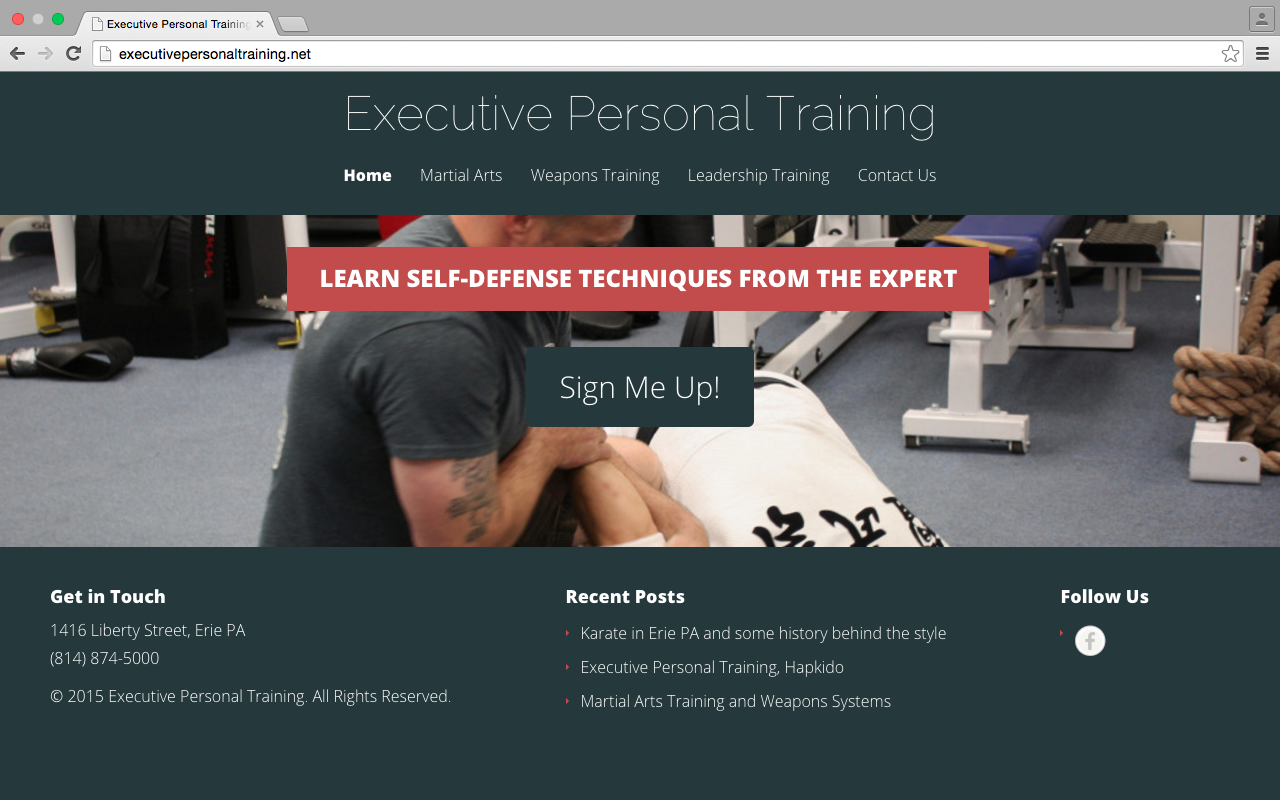 Executive Personal Training
executivepersonaltraining.net
Executive Personal Training
Home Martial Arts Weapons Training Leadership Training Contact Us
LEARN SELF-DEFENSE TECHNIQUES FROM THE EXPERT
Sign Me Up!
Get in Touch
1416 Liberty Street, Erie PA
(814) 874-5000
© 2015 Executive Personal Training. All Rights Reserved.
Recent Posts
Karate in Erie PA and some history behind the style
Executive Personal Training, Hapkido
Martial Arts Training and Weapons Systems
Follow Us